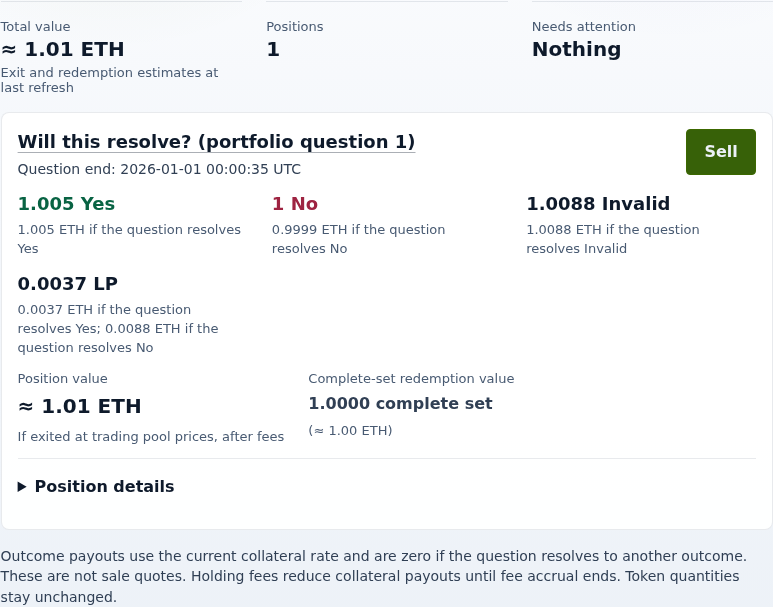 Total value
≈ 1.01 ETH
Exit and redemption estimates at
last refresh
Positions
1
Needs attention
Nothing
Will this resolve? (portfolio question 1)
Question end: 2026-01-01 00:00:35 UTC
Sell
1.005 Yes
1.005 ETH if the question resolves
Yes
1 No
0.9999 ETH if the question
resolves No
1.0088 Invalid
1.0088 ETH if the question
resolves Invalid
0.0037 LP
0.0037 ETH if the question
resolves Yes; 0.0088 ETH if the
question resolves No
Position value
≈ 1.01 ETH
If exited at trading pool prices, after fees
Complete-set redemption value
1.0000 complete set
(≈ 1.00 ETH)
Position details
Outcome payouts use the current collateral rate and are zero if the question resolves to another outcome.
These are not sale quotes. Holding fees reduce collateral payouts until fee accrual ends. Token quantities
stay unchanged.